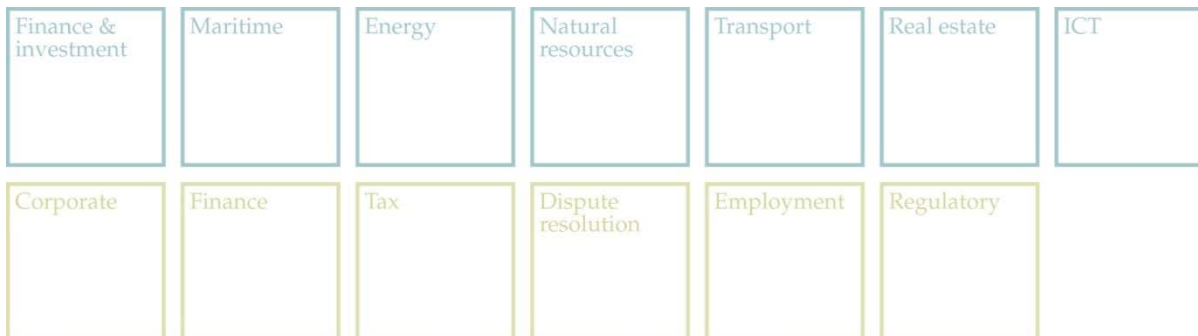 Finance &
investment
Maritime
Energy
Natural
resources
Transport
Real estate
ICT
Corporate
Finance
Tax
Dispute
resolution
Employment
Regulatory